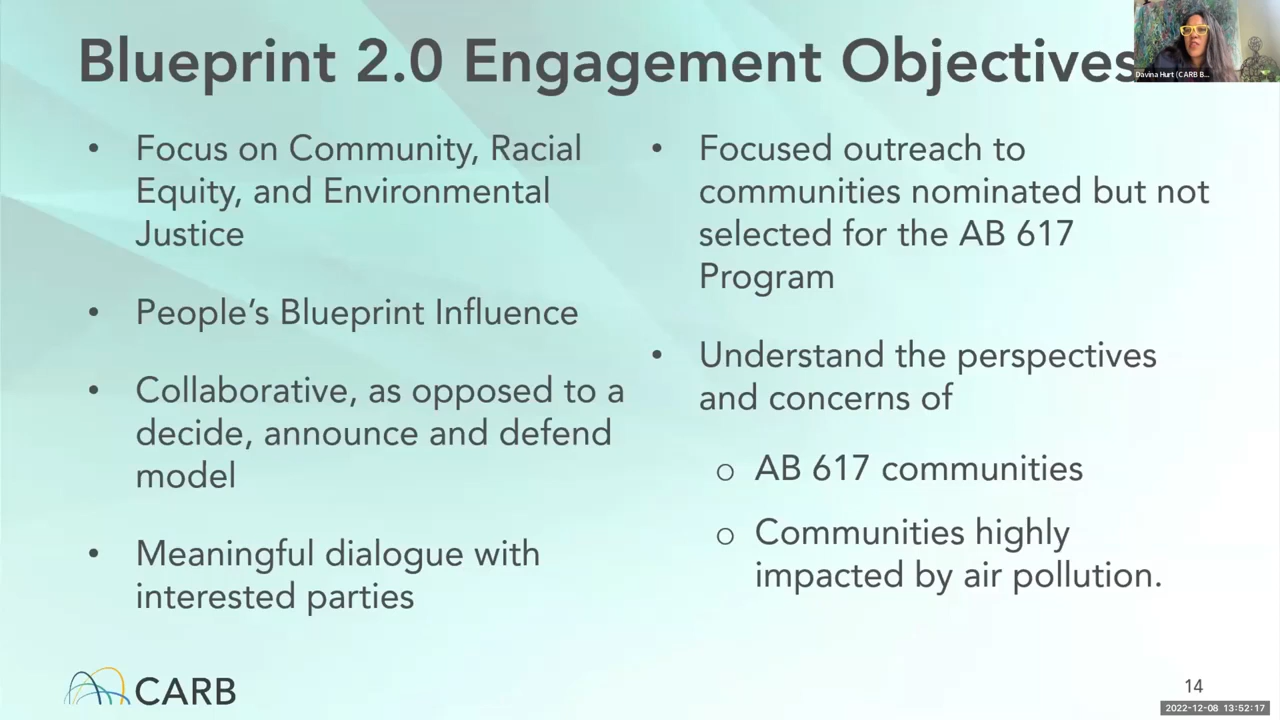 Blueprint 2.0 Engagement Objectives
Davina Hurt (CARB B...
• Focus on Community, Racial
Equity, and Environmental
Justice
• People’s Blueprint Influence
• Collaborative, as opposed to a
decide, announce and defend
model
• Meaningful dialogue with
interested parties
• Focused outreach to
communities nominated but not
selected for the AB 617
Program
• Understand the perspectives
and concerns of
o AB 617 communities
o Communities highly
impacted by air pollution.
CARB
14
2022-12-08 13:52:17